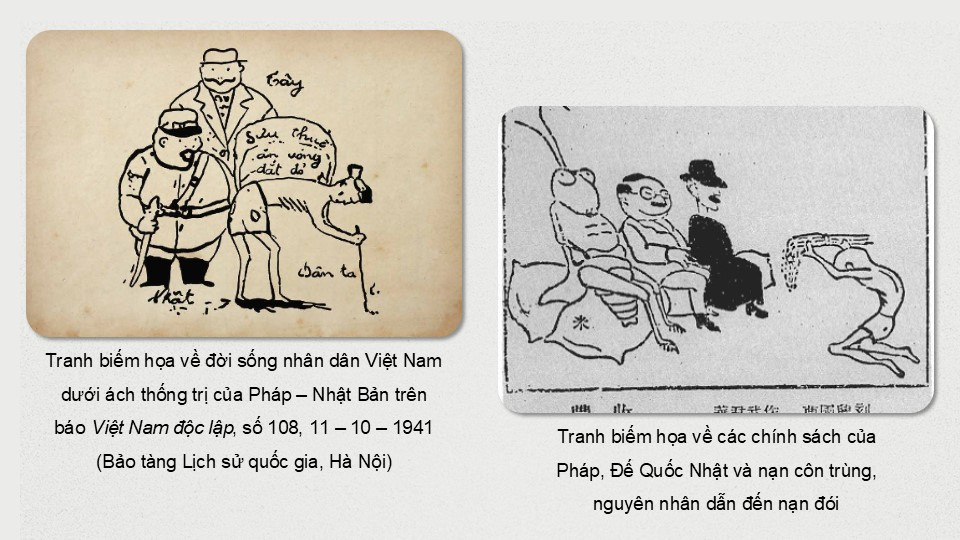 Tây
Sưu thuế
ăn uống
đắt đỏ
Dân ta
Nhật
Tranh biếm họa về đời sống nhân dân Việt Nam
dưới ách thống trị của Pháp – Nhật Bản trên
báo Việt Nam độc lập, số 108, 11 – 10 – 1941
(Bảo tàng Lịch sử quốc gia, Hà Nội)
米
Tranh biếm họa về các chính sách của
Pháp, Đế Quốc Nhật và nạn côn trùng,
nguyên nhân dẫn đến nạn đói